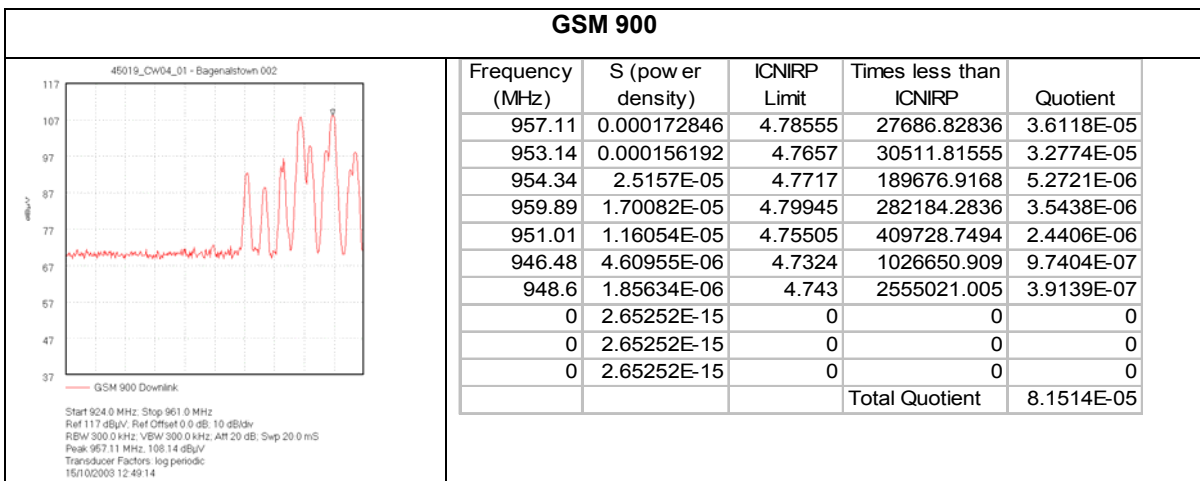 GSM 900
45019_CW04_01 - Bagenalstown.002
117
107
97
87
77
67
57
47
37
dBµV
GSM 900 Downlink
Start 924.0 MHz; Stop 961.0 MHz
Ref 117 dBµV; Ref Offset 0.0 dB; 10 dB/div
RBW 300.0 kHz; VBW 300.0 kHz; Att 20 dB; Swp 20.0 mS
Peak 957.11 MHz, 108.14 dBµV
Transducer Factors: log periodic
15/10/2003 12:49:14
Frequency (MHz) S (power density) ICNIRP Limit Times less than ICNIRP Quotient
957.11 0.000172846 4.78555 27686.82836 3.6118E-05
953.14 0.000156192 4.7657 30511.81555 3.2774E-05
954.34 2.5157E-05 4.7717 189676.9168 5.2721E-06
959.89 1.70082E-05 4.79945 282184.2836 3.5438E-06
951.01 1.16054E-05 4.75505 409728.7494 2.4406E-06
946.48 4.60955E-06 4.7324 1026650.909 9.7404E-07
948.6 1.85634E-06 4.743 2555021.005 3.9139E-07
0 2.65252E-15 0 0 0
0 2.65252E-15 0 0 0
0 2.65252E-15 0 0 0
Total Quotient 8.1514E-05